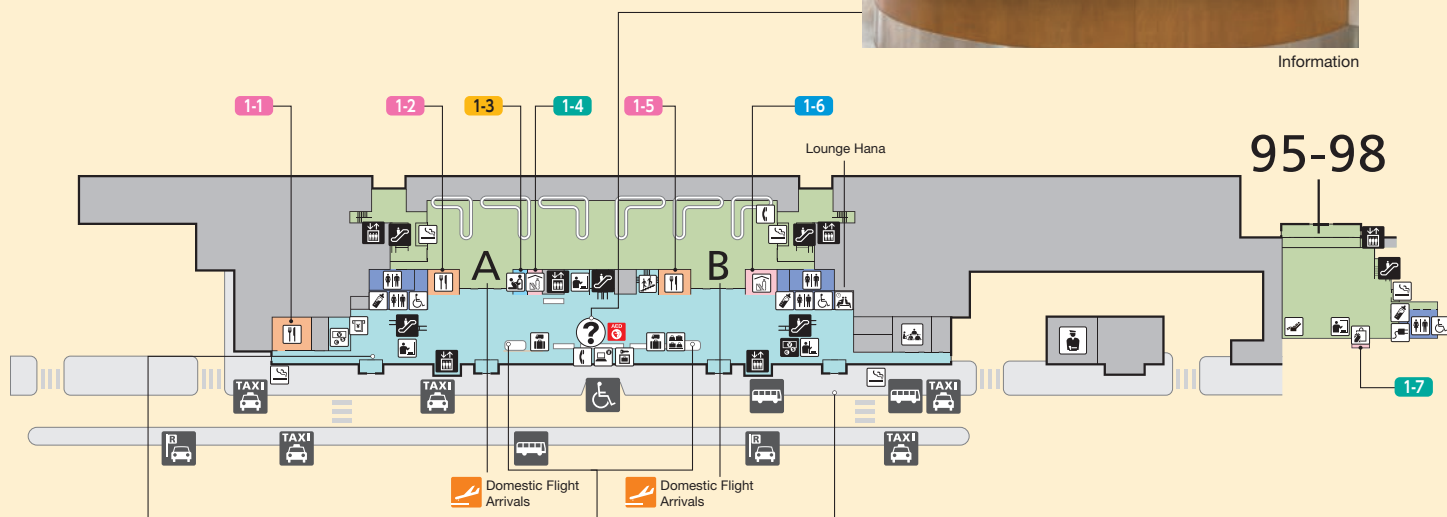 Information
1-1
1-2
1-3
1-4
1-5
1-6
Lounge Hana
95-98
A
B
AED
?
1-7
TAXI
TAXI
TAXI
R
TAXI
R
TAXI
Domestic Flight
Arrivals
Domestic Flight
Arrivals